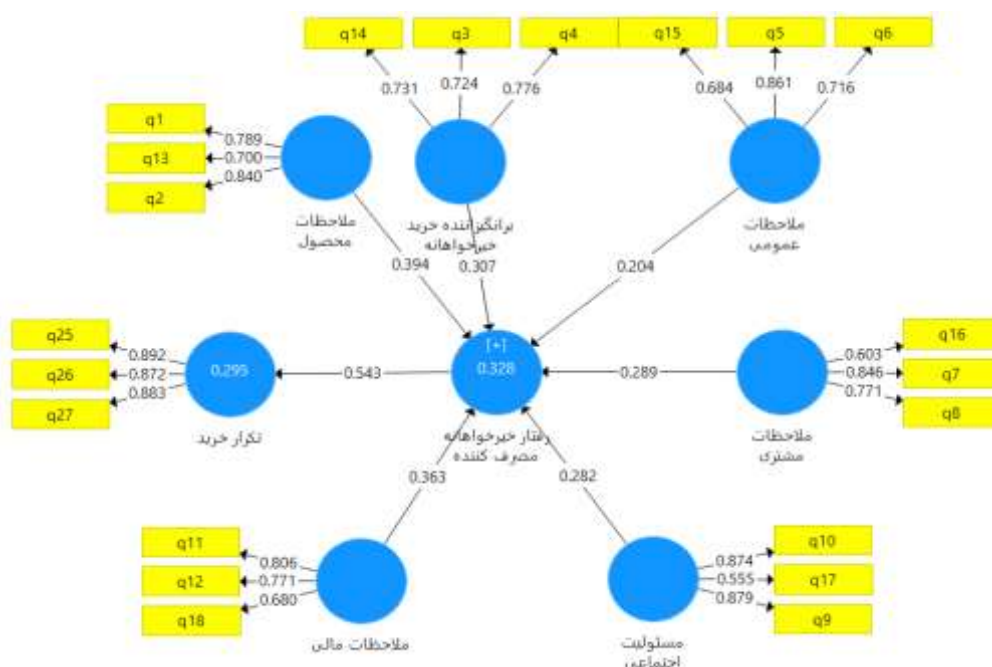 q14
q3
q4
q15
q5
q6
0.731
0.724
0.776
0.684
0.861
0.716
q1
q13
q2
0.789
0.700
0.840
ملاحظات
محصول
برانگیزاننده خرید
خیرخواهانه
ملاحظات
عمومی
0.394
0.307
0.204
q25
q26
q27
0.892
0.872
0.883
0.295
تکرار خرید
0.543
[+]
0.328
رفتار خیرخواهانه
مصرف کننده
0.289
ملاحظات
مشتری
0.603
0.846
0.771
q16
q7
q8
0.363
0.282
q11
q12
q18
0.806
0.771
0.680
ملاحظات مالی
مسئولیت
اجتماعی
0.874
0.555
0.879
q10
q17
q9